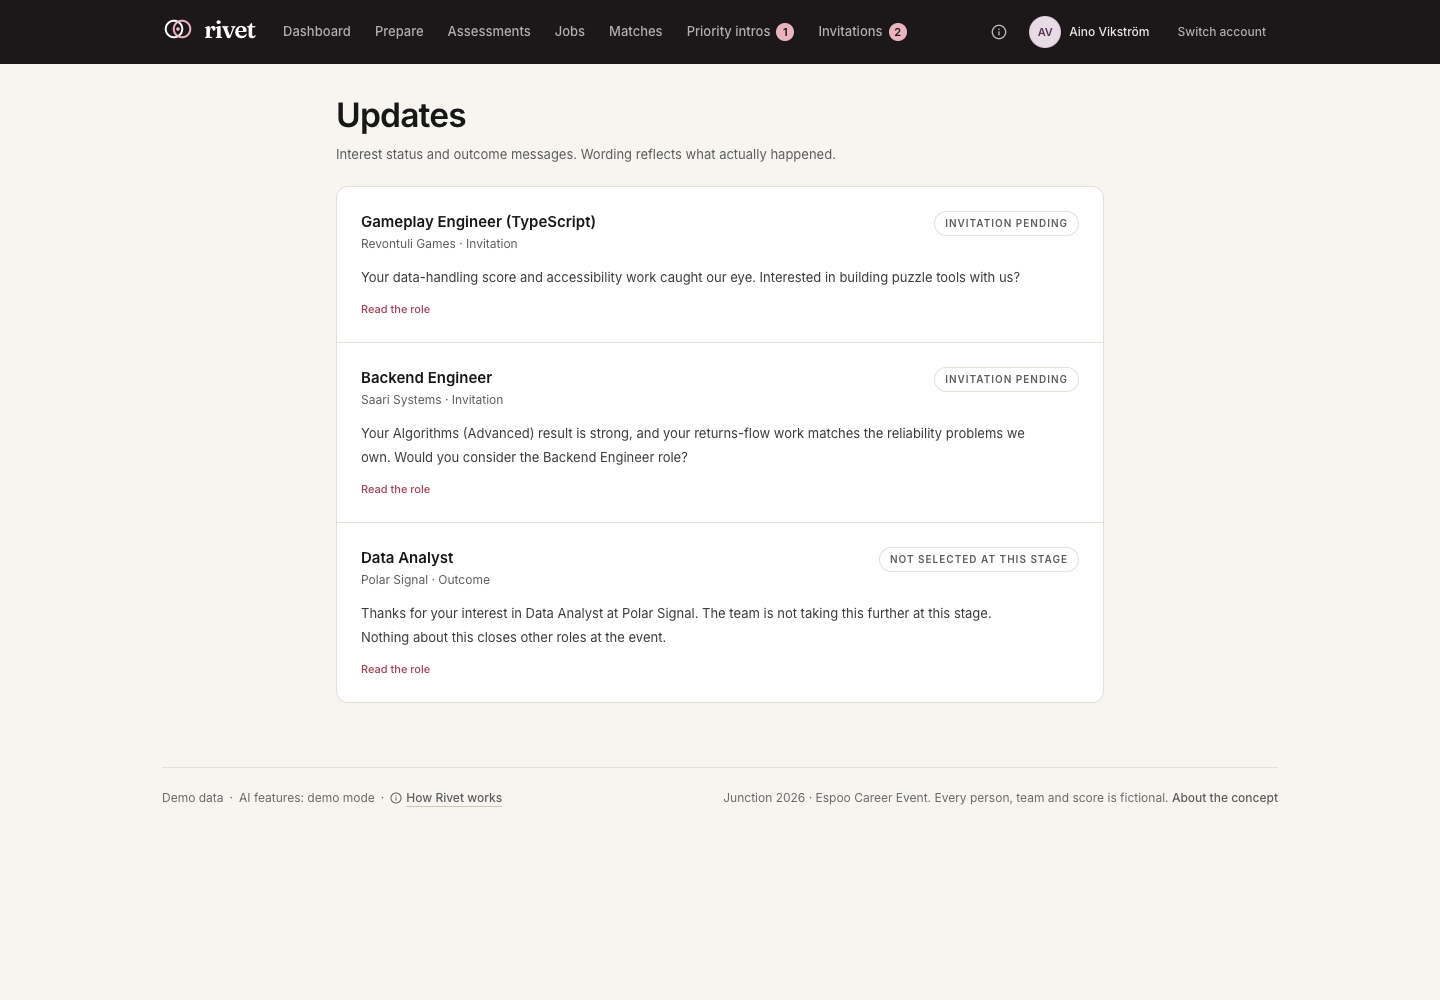 rivet
Dashboard Prepare Assessments Jobs Matches Priority intros 1 Invitations 2 AV Aino Vikström Switch account
Updates
Interest status and outcome messages. Wording reflects what actually happened.
Gameplay Engineer (TypeScript) INVITATION PENDING
Revontuli Games · Invitation
Your data-handling score and accessibility work caught our eye. Interested in building puzzle tools with us?
Read the role
Backend Engineer INVITATION PENDING
Saari Systems · Invitation
Your Algorithms (Advanced) result is strong, and your returns-flow work matches the reliability problems we
own. Would you consider the Backend Engineer role?
Read the role
Data Analyst NOT SELECTED AT THIS STAGE
Polar Signal · Outcome
Thanks for your interest in Data Analyst at Polar Signal. The team is not taking this further at this stage.
Nothing about this closes other roles at the event.
Read the role
Demo data · AI features: demo mode · How Rivet works Junction 2026 · Espoo Career Event. Every person, team and score is fictional. About the concept